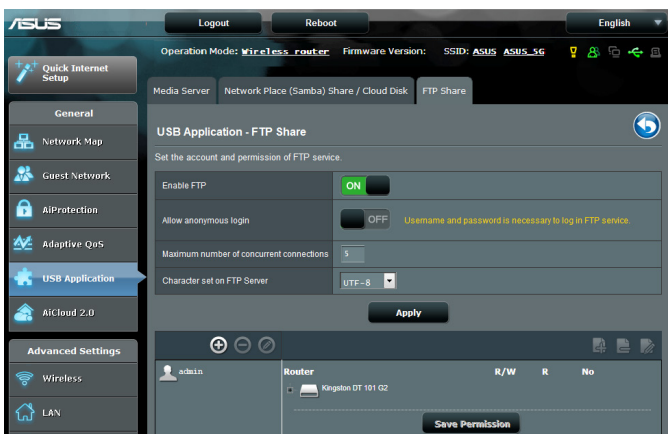 ASUS
Logout
Reboot
English
Operation Mode: Wireless router Firmware Version: SSID: ASUS ASUS_5G
Quick Internet
Setup
General
Network Map
Guest Network
AiProtection
Adaptive QoS
USB Application
AiCloud 2.0
Advanced Settings
Wireless
LAN
Media Server
Network Place (Samba) Share / Cloud Disk
FTP Share
USB Application - FTP Share
Set the account and permission of FTP service.
Enable FTP
ON
Allow anonymous login
OFF
Username and password is necessary to log in FTP service.
Maximum number of concurrent connections
5
Character set on FTP Server
UTF-8
Apply
admin
Router R/W R No
Kingston DT 101 G2
Save Permission